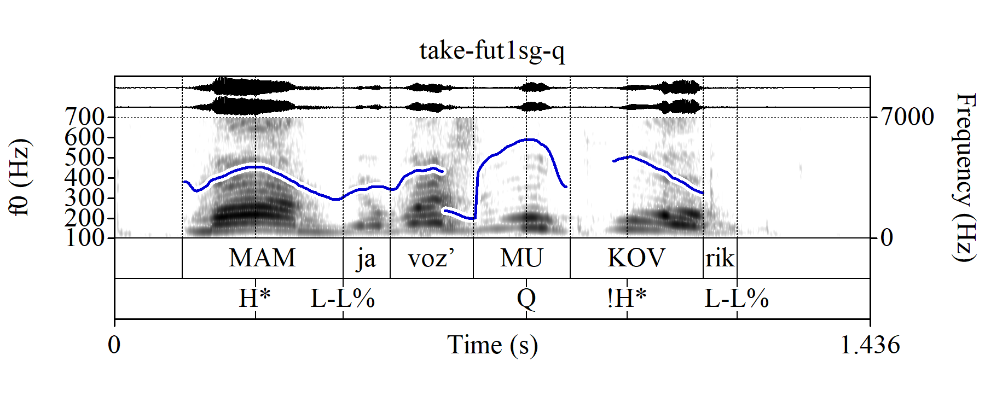 take-fut1sg-q
700
600
500
400
300
200
100
f0 (Hz)
7000
0
Frequency (Hz)
MAM ja voz’ MU KOV rik
H* L-L% Q !H* L-L%
0 Time (s) 1.436